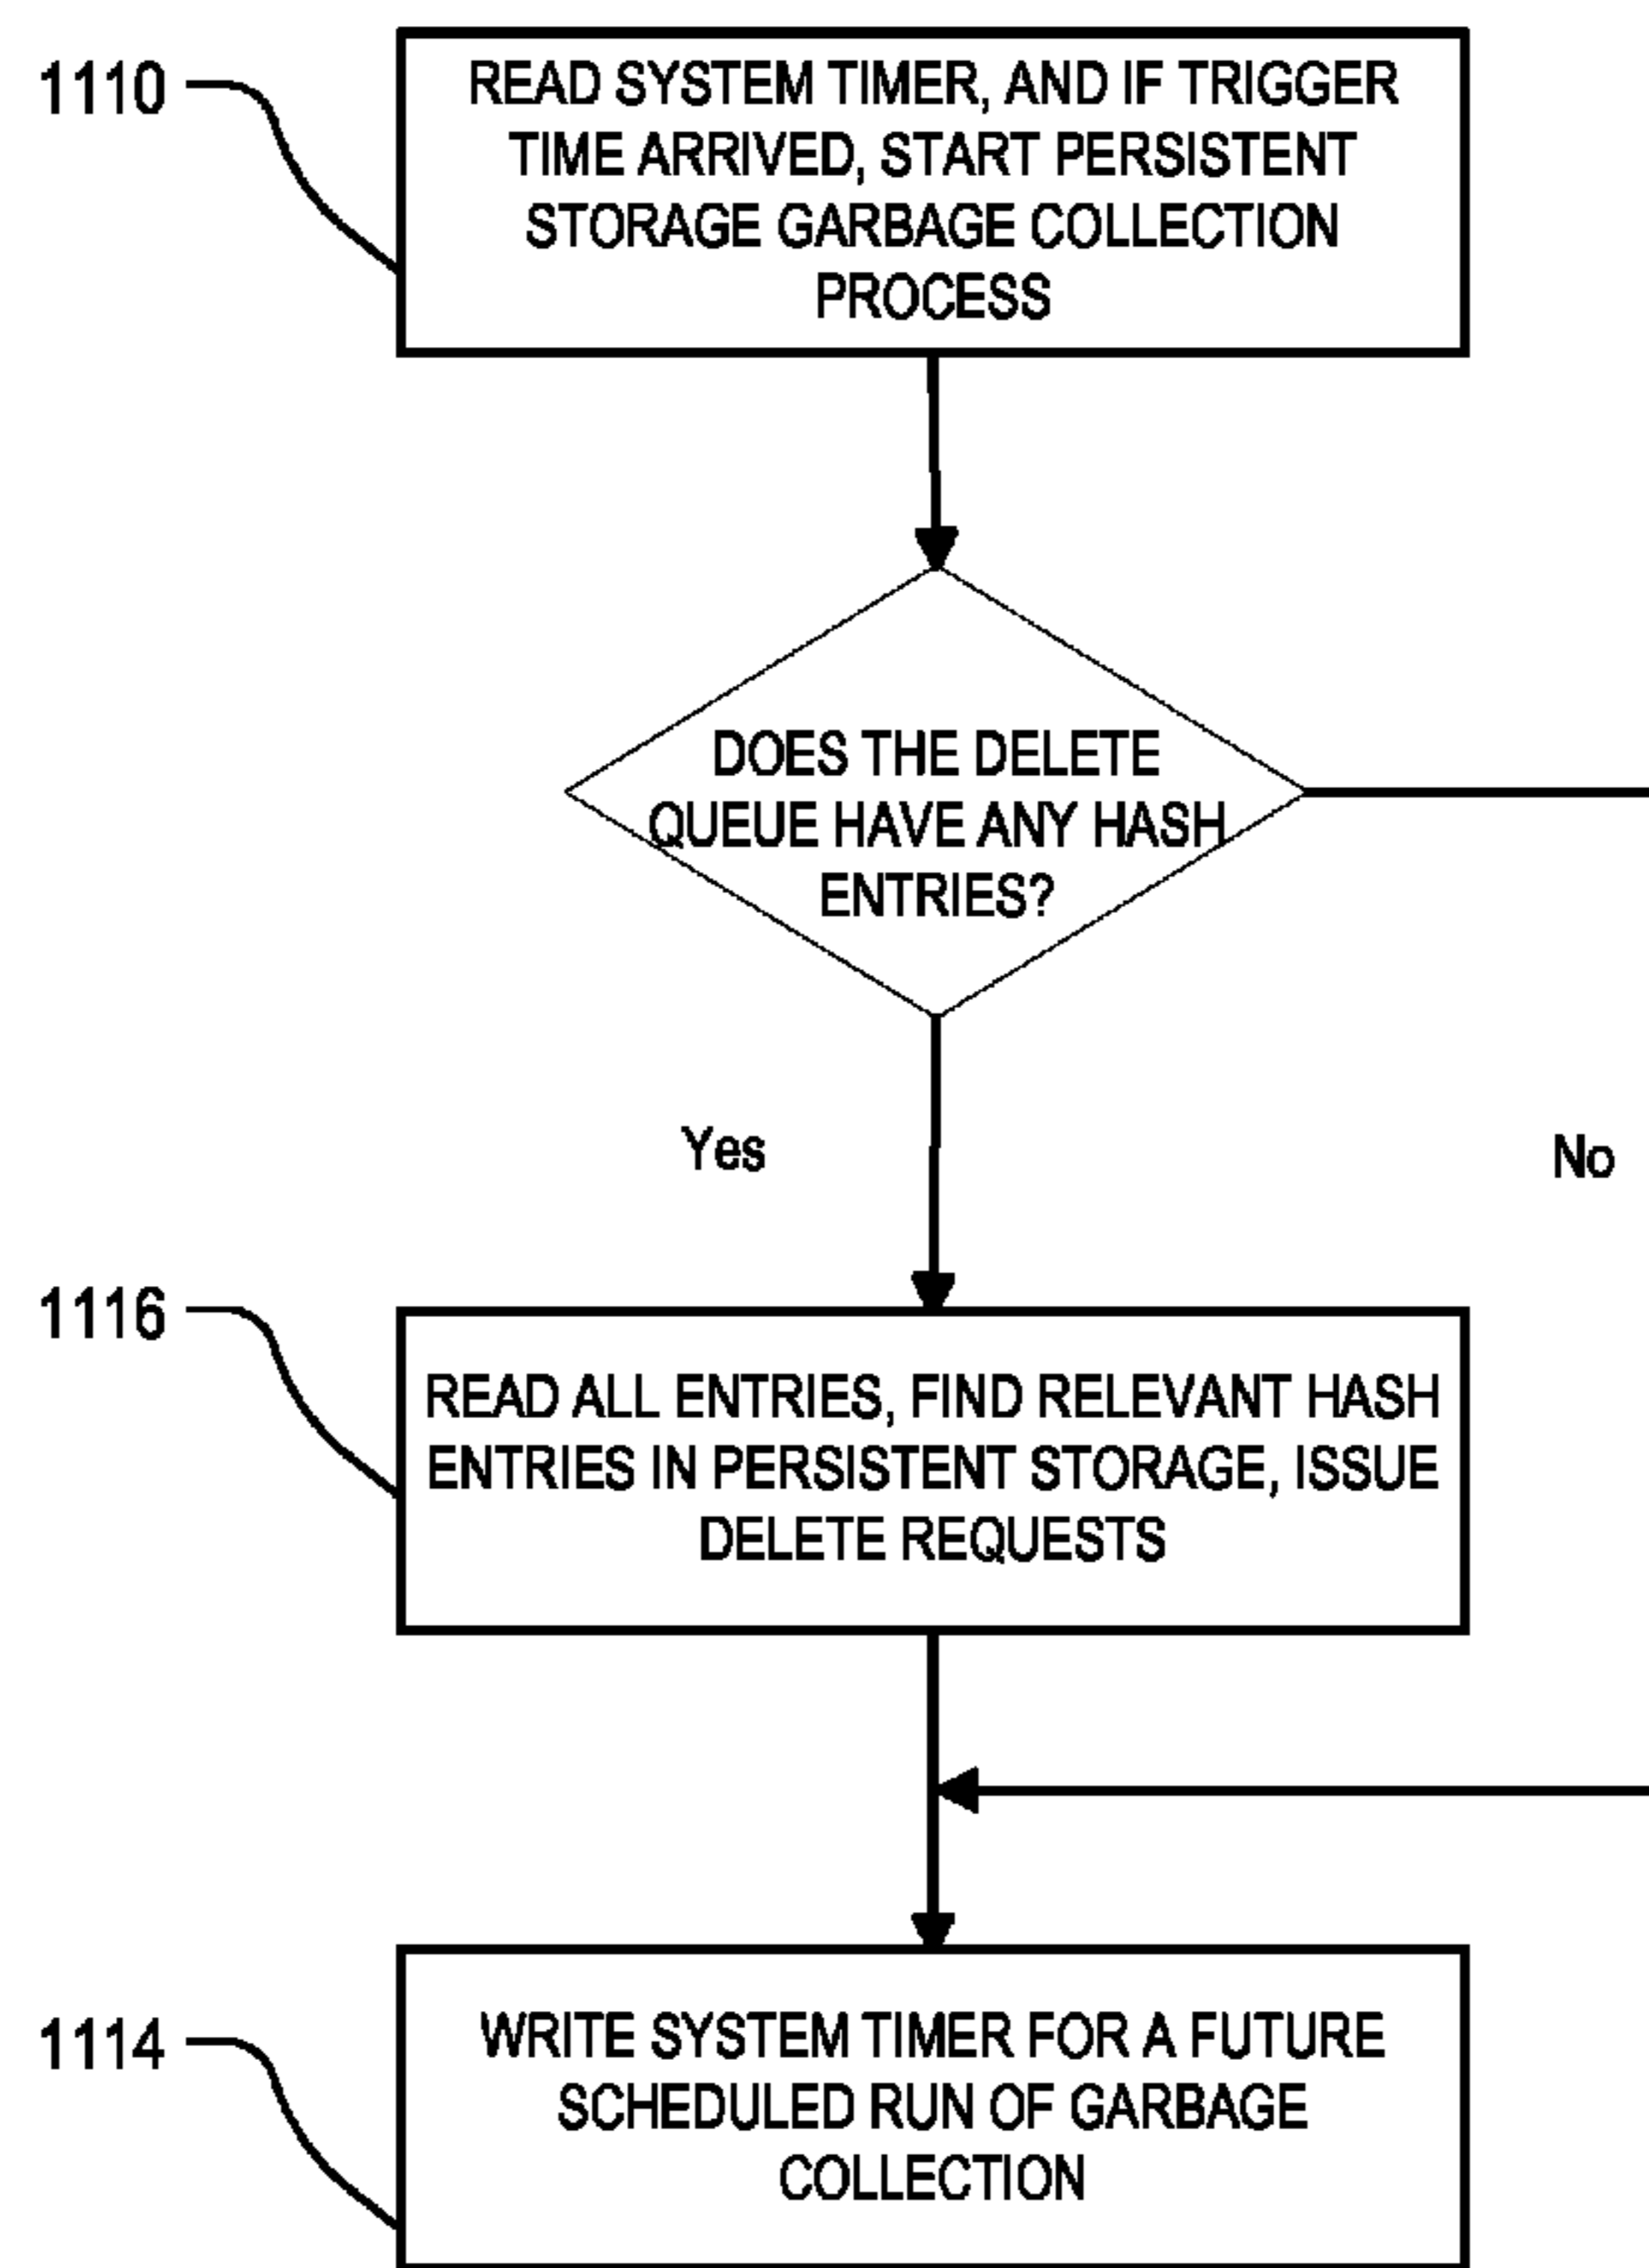 1110
READ SYSTEM TIMER, AND IF TRIGGER
TIME ARRIVED, START PERSISTENT
STORAGE GARBAGE COLLECTION
PROCESS
DOES THE DELETE
QUEUE HAVE ANY HASH
ENTRIES?
Yes
No
1116
READ ALL ENTRIES, FIND RELEVANT HASH
ENTRIES IN PERSISTENT STORAGE, ISSUE
DELETE REQUESTS
1114
WRITE SYSTEM TIMER FOR A FUTURE
SCHEDULED RUN OF GARBAGE
COLLECTION